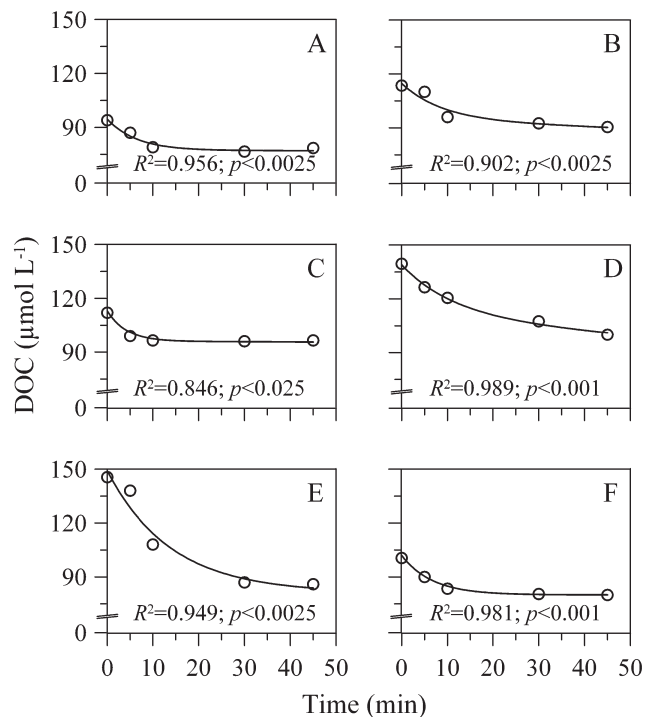 150
120
90
0
A
R²=0.956; p<0.0025
B
R²=0.902; p<0.0025
150
120
90
0
C
R²=0.846; p<0.025
D
R²=0.989; p<0.001
DOC (μmol L⁻¹)
150
120
90
0
E
R²=0.949; p<0.0025
F
R²=0.981; p<0.001
0 10 20 30 40 50
0 10 20 30 40 50
Time (min)